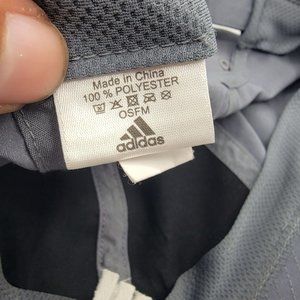 Made in China
100 % POLYESTER
OSFM
adidas